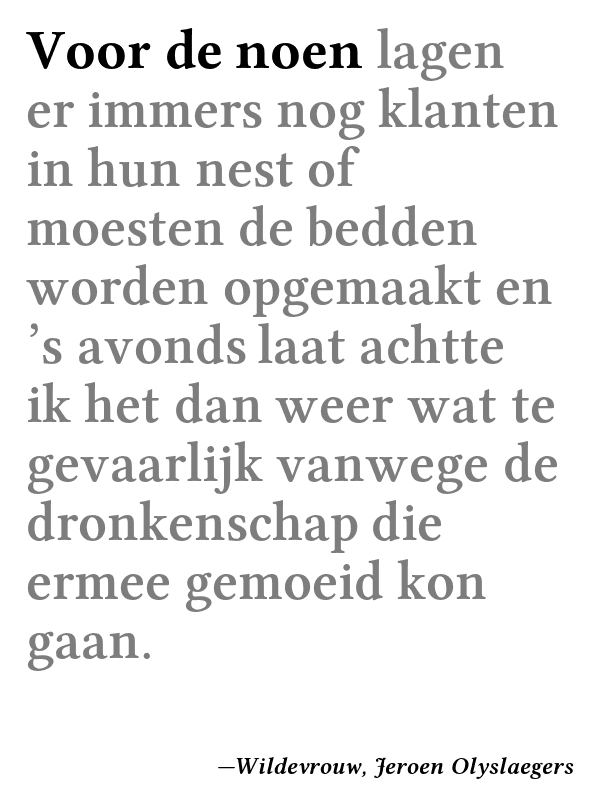 Voor de noen lagen
er immers nog klanten
in hun nest of
moesten de bedden
worden opgemaakt en
’s avonds laat achtte
ik het dan weer wat te
gevaarlijk vanwege de
dronkenschap die
ermee gemoeid kon
gaan.
—Wildevrouw, Jeroen Olyslaegers